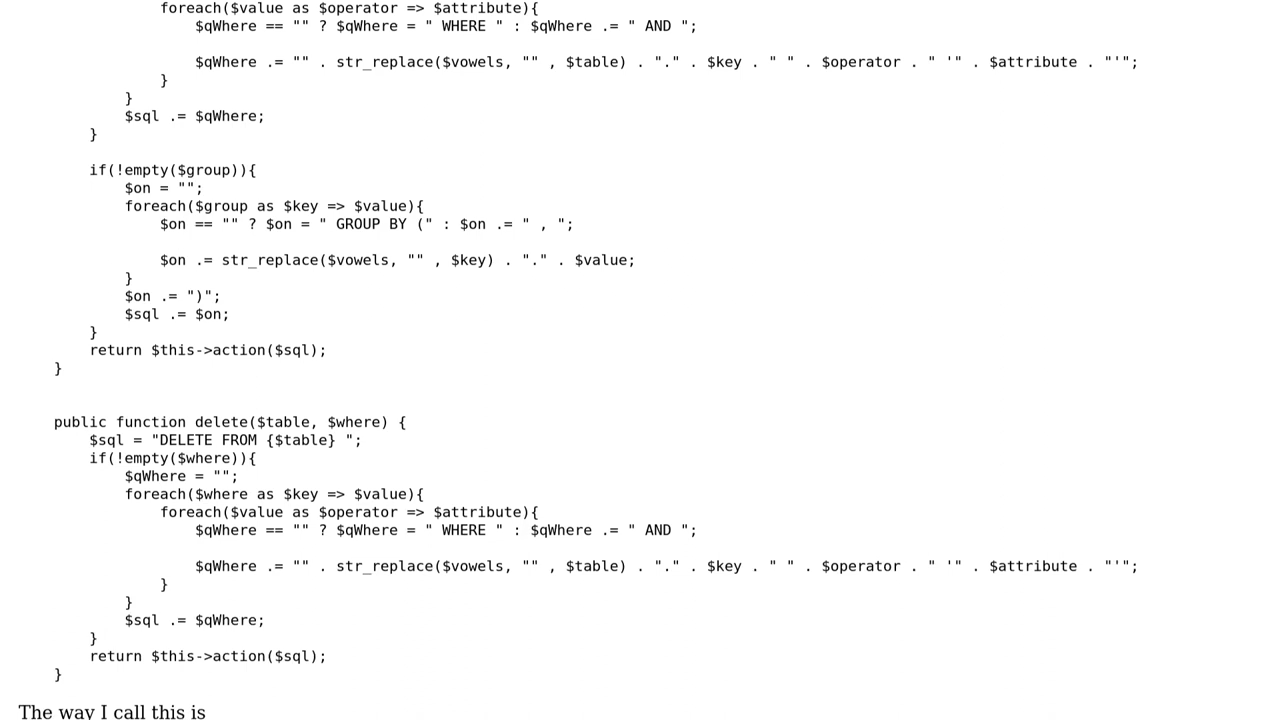 foreach($value as $operator => $attribute){
$qWhere == "" ? $qWhere = " WHERE " : $qWhere .= " AND ";
$qWhere .= "" . str_replace($vowels, "" , $table) . "." . $key . " " . $operator . " '" . $attribute . "'";
}
}
$sql .= $qWhere;
}
if(!empty($group)){
$on = "";
foreach($group as $key => $value){
$on == "" ? $on = " GROUP BY (" : $on .= " , ";
$on .= str_replace($vowels, "" , $key) . "." . $value;
}
$on .= ")";
$sql .= $on;
}
return $this->action($sql);
}
public function delete($table, $where) {
$sql = "DELETE FROM {$table} ";
if(!empty($where)){
$qWhere = "";
foreach($where as $key => $value){
foreach($value as $operator => $attribute){
$qWhere == "" ? $qWhere = " WHERE " : $qWhere .= " AND ";
$qWhere .= "" . str_replace($vowels, "" , $table) . "." . $key . " " . $operator . " '" . $attribute . "'";
}
}
$sql .= $qWhere;
}
return $this->action($sql);
}
The way I call this is